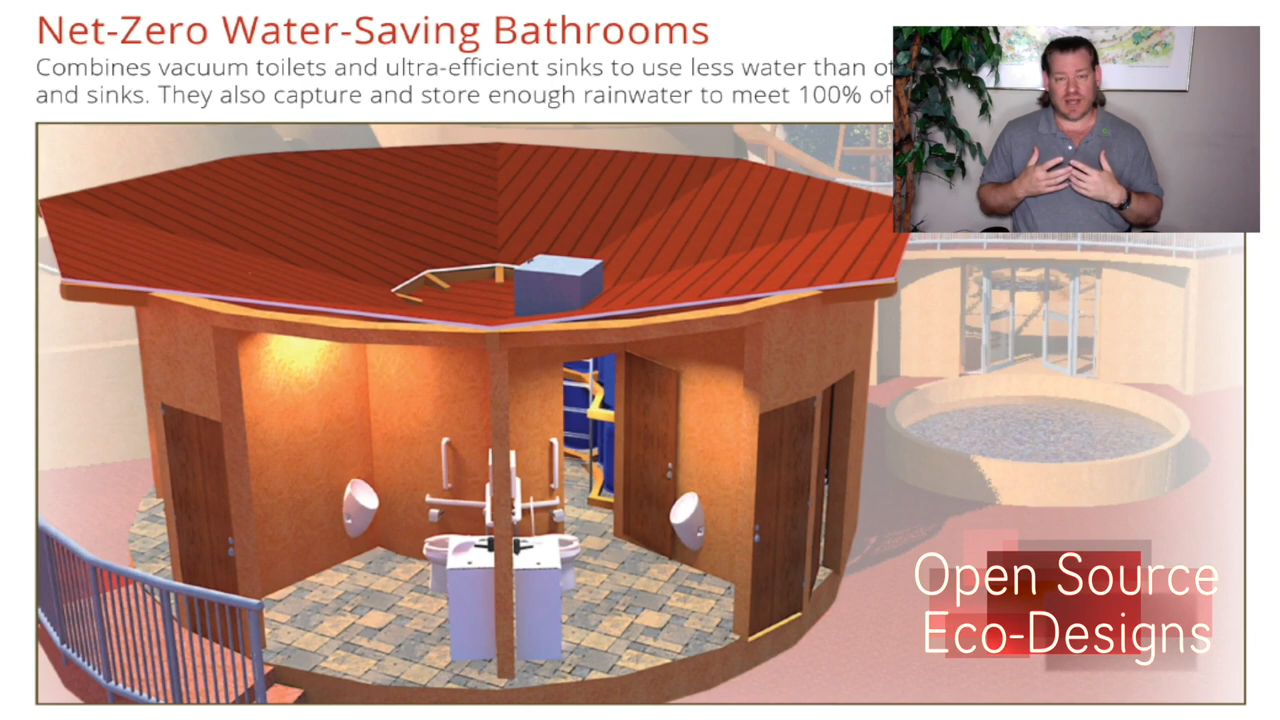 Net-Zero Water-Saving Bathrooms
Combines vacuum toilets and ultra-efficient sinks to use less water than
and sinks. They also capture and store enough rainwater to meet 100% of
Open Source
Eco-Designs